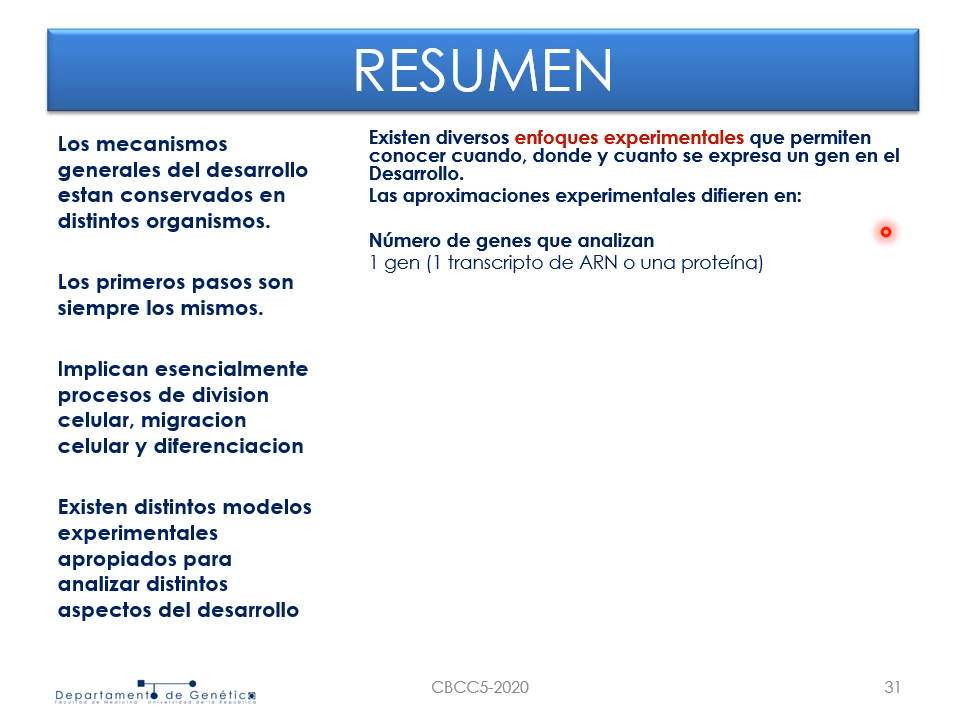 RESUMEN
Los mecanismos
generales del desarrollo
estan conservados en
distintos organismos.
Los primeros pasos son
siempre los mismos.
Implican esencialmente
procesos de division
celular, migracion
celular y diferenciacion
Existen distintos modelos
experimentales
apropiados para
analizar distintos
aspectos del desarrollo
Existen diversos enfoques experimentales que permiten
conocer cuando, donde y cuanto se expresa un gen en el
Desarrollo.
Las aproximaciones experimentales difieren en:
Número de genes que analizan
1 gen (1 transcripto de ARN o una proteína)
Departamento de Genética
Facultad de Medicina Universidad de la República
CBCC5-2020
31